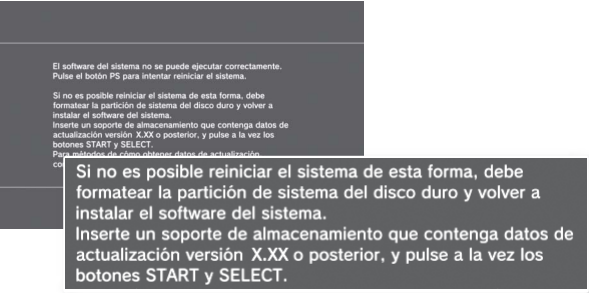 El software del sistema no se puede ejecutar correctamente.
Pulse el botón PS para intentar reiniciar el sistema.
Si no es posible reiniciar el sistema de esta forma, debe
formatear la partición de sistema del disco duro y volver a
instalar el software del sistema.
Inserte un soporte de almacenamiento que contenga datos de
actualización versión X.XX o posterior, y pulse a la vez los
botones START y SELECT.
Para métodos de cómo obtener datos de actualización,
Si no es posible reiniciar el sistema de esta forma, debe
formatear la partición de sistema del disco duro y volver a
instalar el software del sistema.
Inserte un soporte de almacenamiento que contenga datos de
actualización versión X.XX o posterior, y pulse a la vez los
botones START y SELECT.